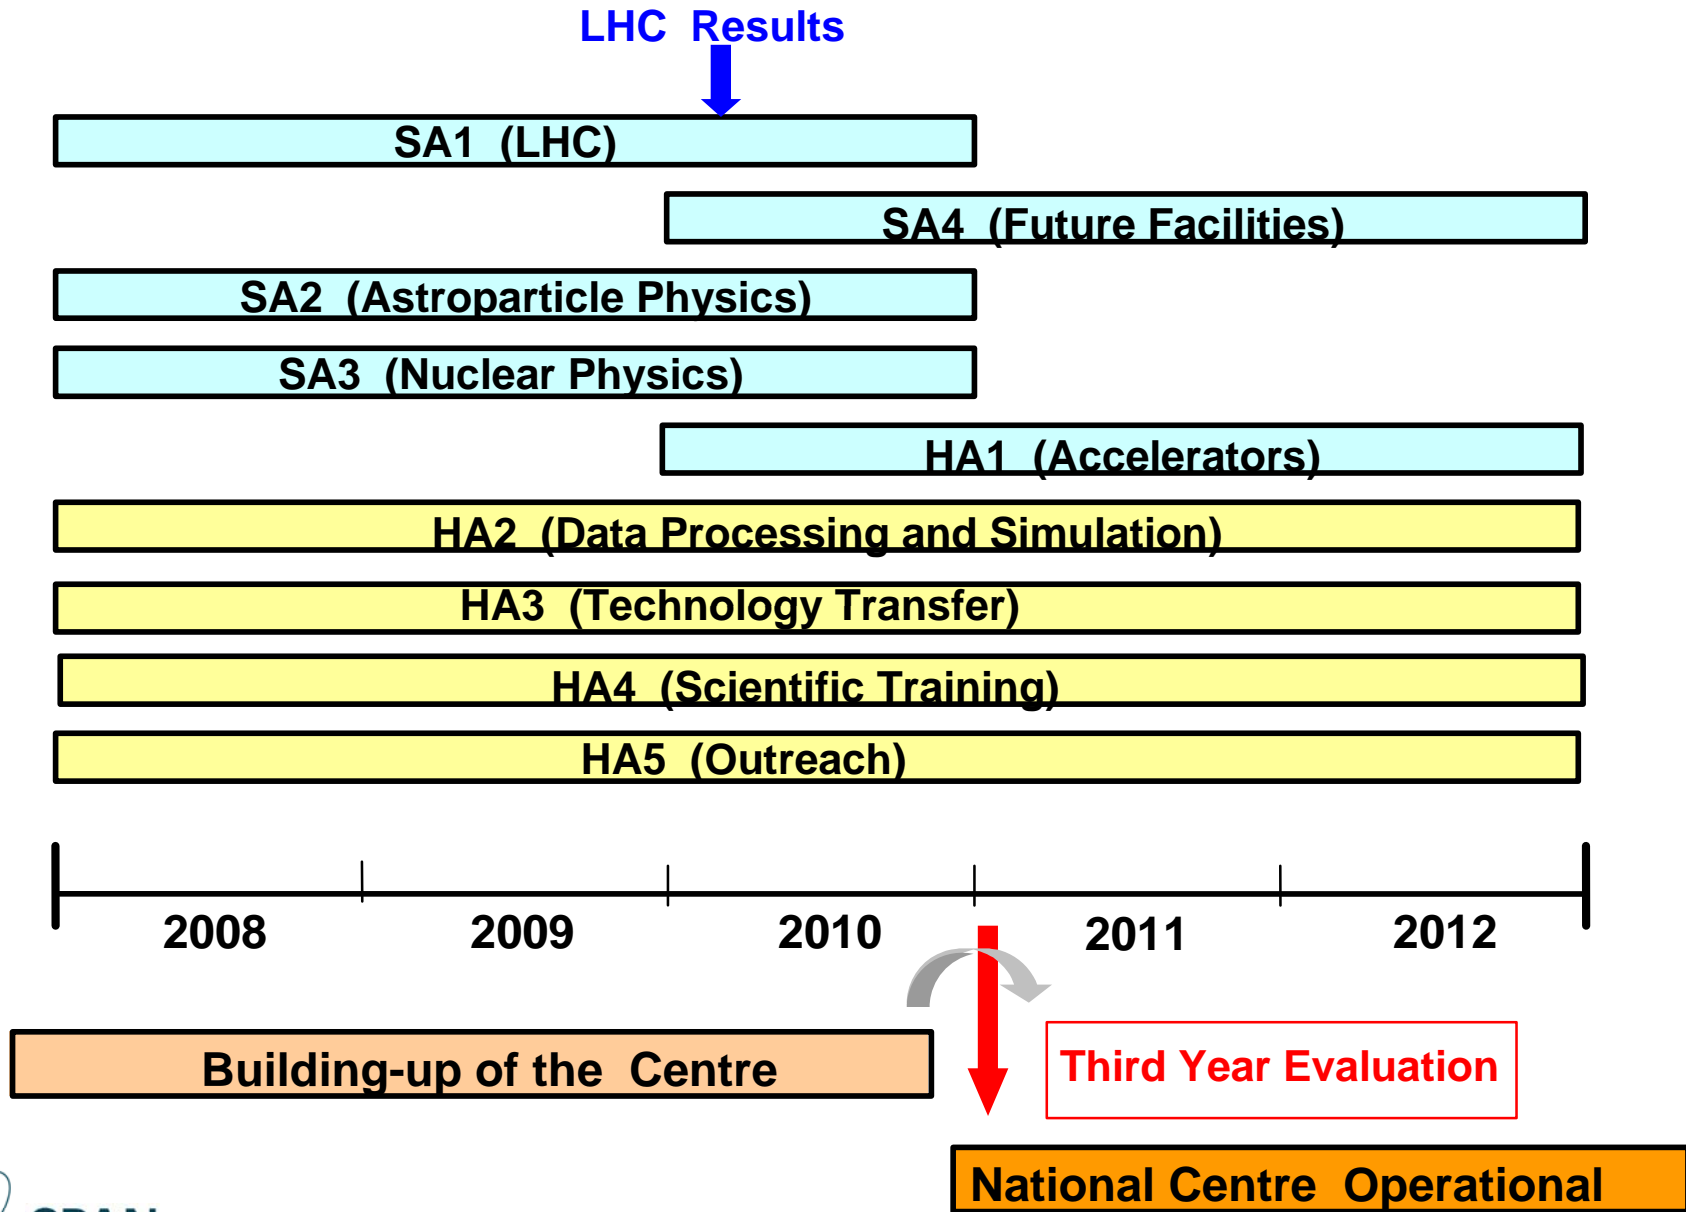 LHC Results
SA1 (LHC)
SA4 (Future Facilities)
SA2 (Astroparticle Physics)
SA3 (Nuclear Physics)
HA1 (Accelerators)
HA2 (Data Processing and Simulation)
HA3 (Technology Transfer)
HA4 (Scientific Training)
HA5 (Outreach)
2008 2009 2010 2011 2012
Building-up of the Centre
Third Year Evaluation
National Centre Operational